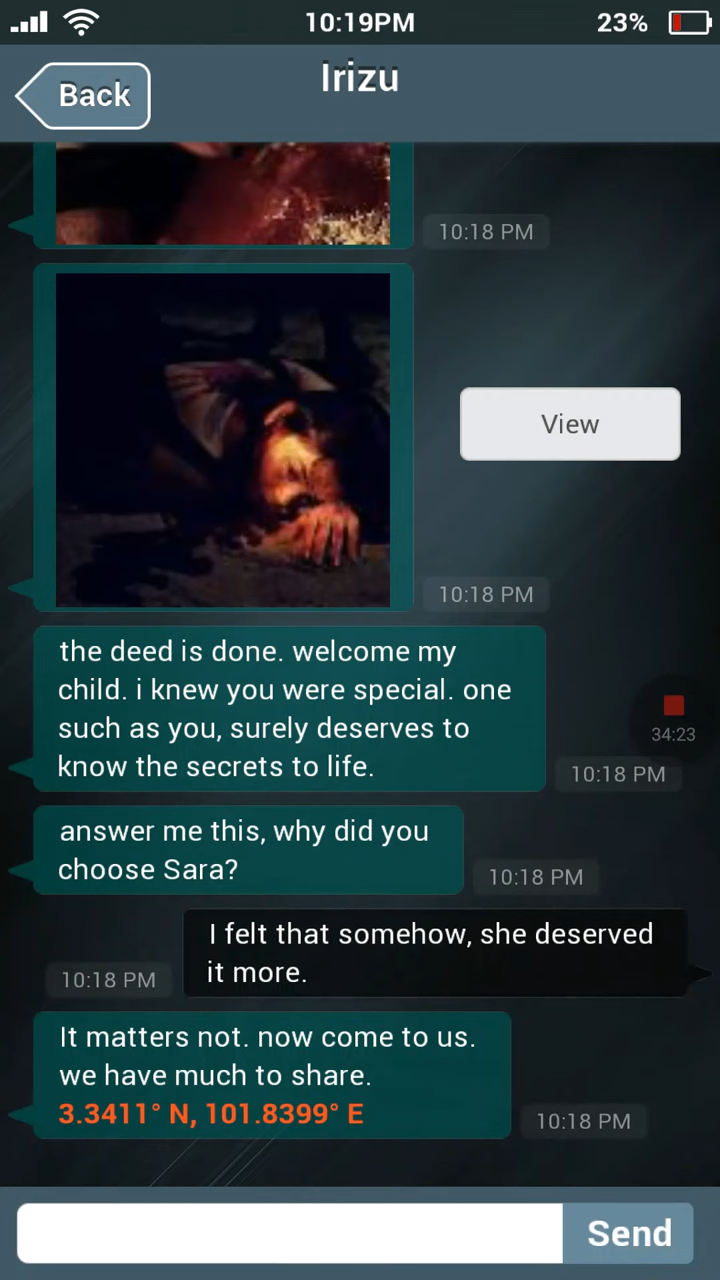 10:19PM
23%
Back
Irizu
10:18 PM
View
10:18 PM
the deed is done. welcome my
child. i knew you were special. one
such as you, surely deserves to
know the secrets to life.
10:18 PM
34:23
answer me this, why did you
choose Sara?
10:18 PM
I felt that somehow, she deserved
it more.
10:18 PM
It matters not. now come to us.
we have much to share.
3.3411° N, 101.8399° E
10:18 PM
Send